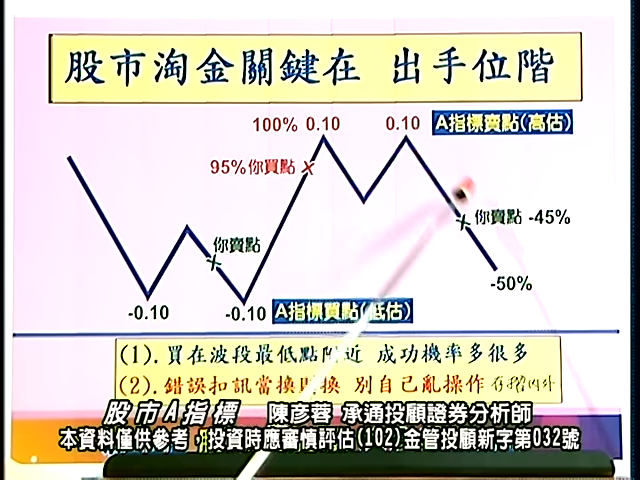 股市淘金關鍵在 出手位階
100% 0.10 0.10 A指標賣點(高估)
95%你買點
你賣點 你賣點 -45%
-50%
-0.10 -0.10 A指標買點(低估)
(1). 買在波段最低點附近 成功機率多很多
(2). 錯誤扣訊當換則換 別自己亂操作
股市A指標 陳彥蓉 承通投顧證券分析師
本資料僅供參考,投資時應審慎評估(102)金管投顧新字第032號